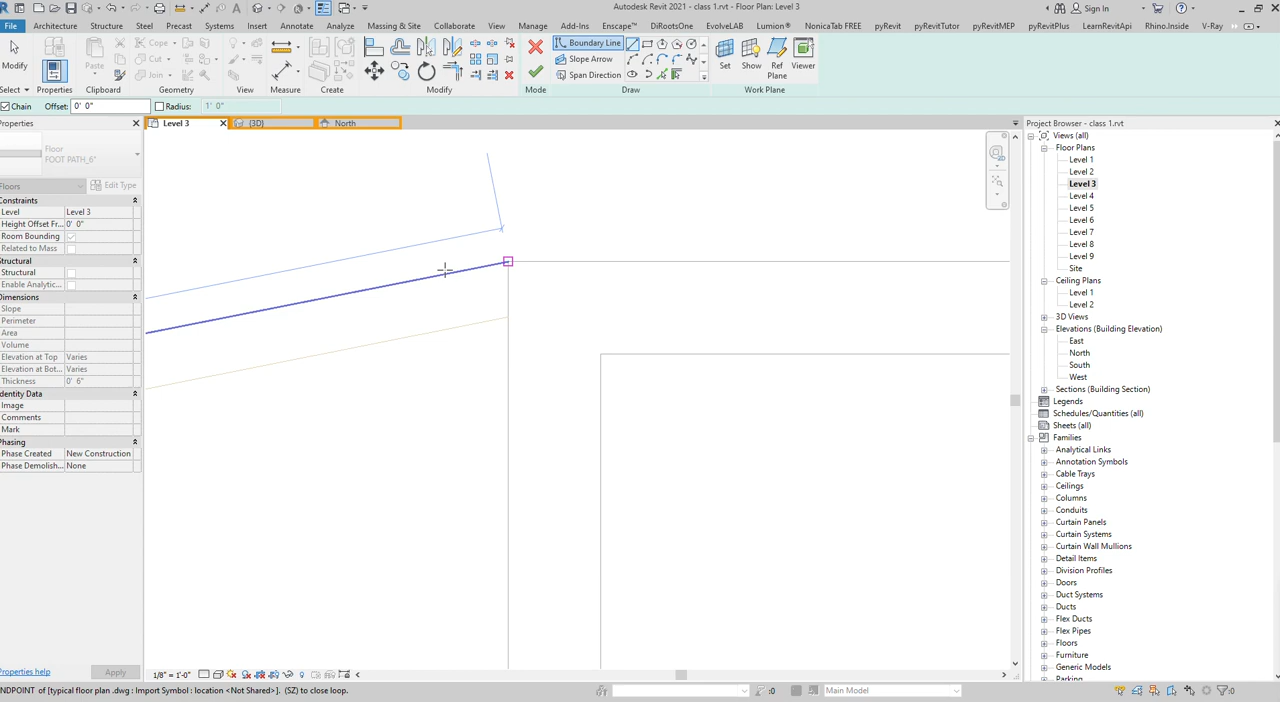 Autodesk Revit 2021 - class 1.rvt - Floor Plan: Level 3
Sign In
File Architecture Structure Steel Precast Systems Insert Annotate Analyze Massing & Site Collaborate View Manage Add-Ins Enscape™ DiRootsOne solveLAB Lumion® NonicaTab FREE pyRevit pyRevitTutor pyRevitMEP pyRevitPlus LearnRevitApi Rhino.Inside V-Ray
Modify
Properties
Paste
Cope
Cut
Join
Boundary Line
Slope Arrow
Span Direction
Set
Show
Ref
Plane
Viewer
Select Properties Clipboard Geometry View Measure Create Modify Mode Draw Work Plane
Chain Offset: 0' 0" Radius: 1' 0"
Properties
Level 3 {3D} North
Project Browser - class 1.rvt
Floor
FOOT PATH_6"
Floors
Edit Type
Constraints
Level Level 3
Height Offset Fr... 0' 0"
Room Bounding
Related to Mass
Structural
Structural
Enable Analytic...
Dimensions
Slope
Perimeter
Area
Volume
Elevation at Top Varies
Elevation at Bot... Varies
Thickness 0' 6"
Identity Data
Image
Comments
Mark
Phasing
Phase Created New Construction
Phase Demolish... None
Properties help
Apply
Views (all)
Floor Plans
Level 1
Level 2
Level 3
Level 4
Level 5
Level 6
Level 7
Level 8
Level 9
Site
Ceiling Plans
Level 1
Level 2
3D Views
Elevations (Building Elevation)
East
North
South
West
Sections (Building Section)
Legends
Schedules/Quantities (all)
Sheets (all)
Families
Analytical Links
Annotation Symbols
Cable Trays
Ceilings
Columns
Conduits
Curtain Panels
Curtain Systems
Curtain Wall Mullions
Detail Items
Division Profiles
Doors
Duct Systems
Ducts
Flex Ducts
Flex Pipes
Floors
Furniture
Generic Models
Parking
1/8" = 1'-0"
NDPOINT of [typical floor plan .dwg : Import Symbol : location <Not Shared>]. (SZ) to close loop.
:0
Main Model
:0